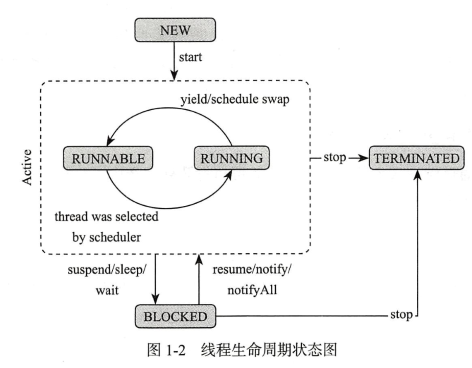 NEW
start
yield/schedule swap
Active
RUNNABLE
RUNNING
stop
TERMINATED
thread was selected
by scheduler
suspend/sleep/
wait
resume/notify/
notifyAll
BLOCKED
stop
图 1-2 线程生命周期状态图